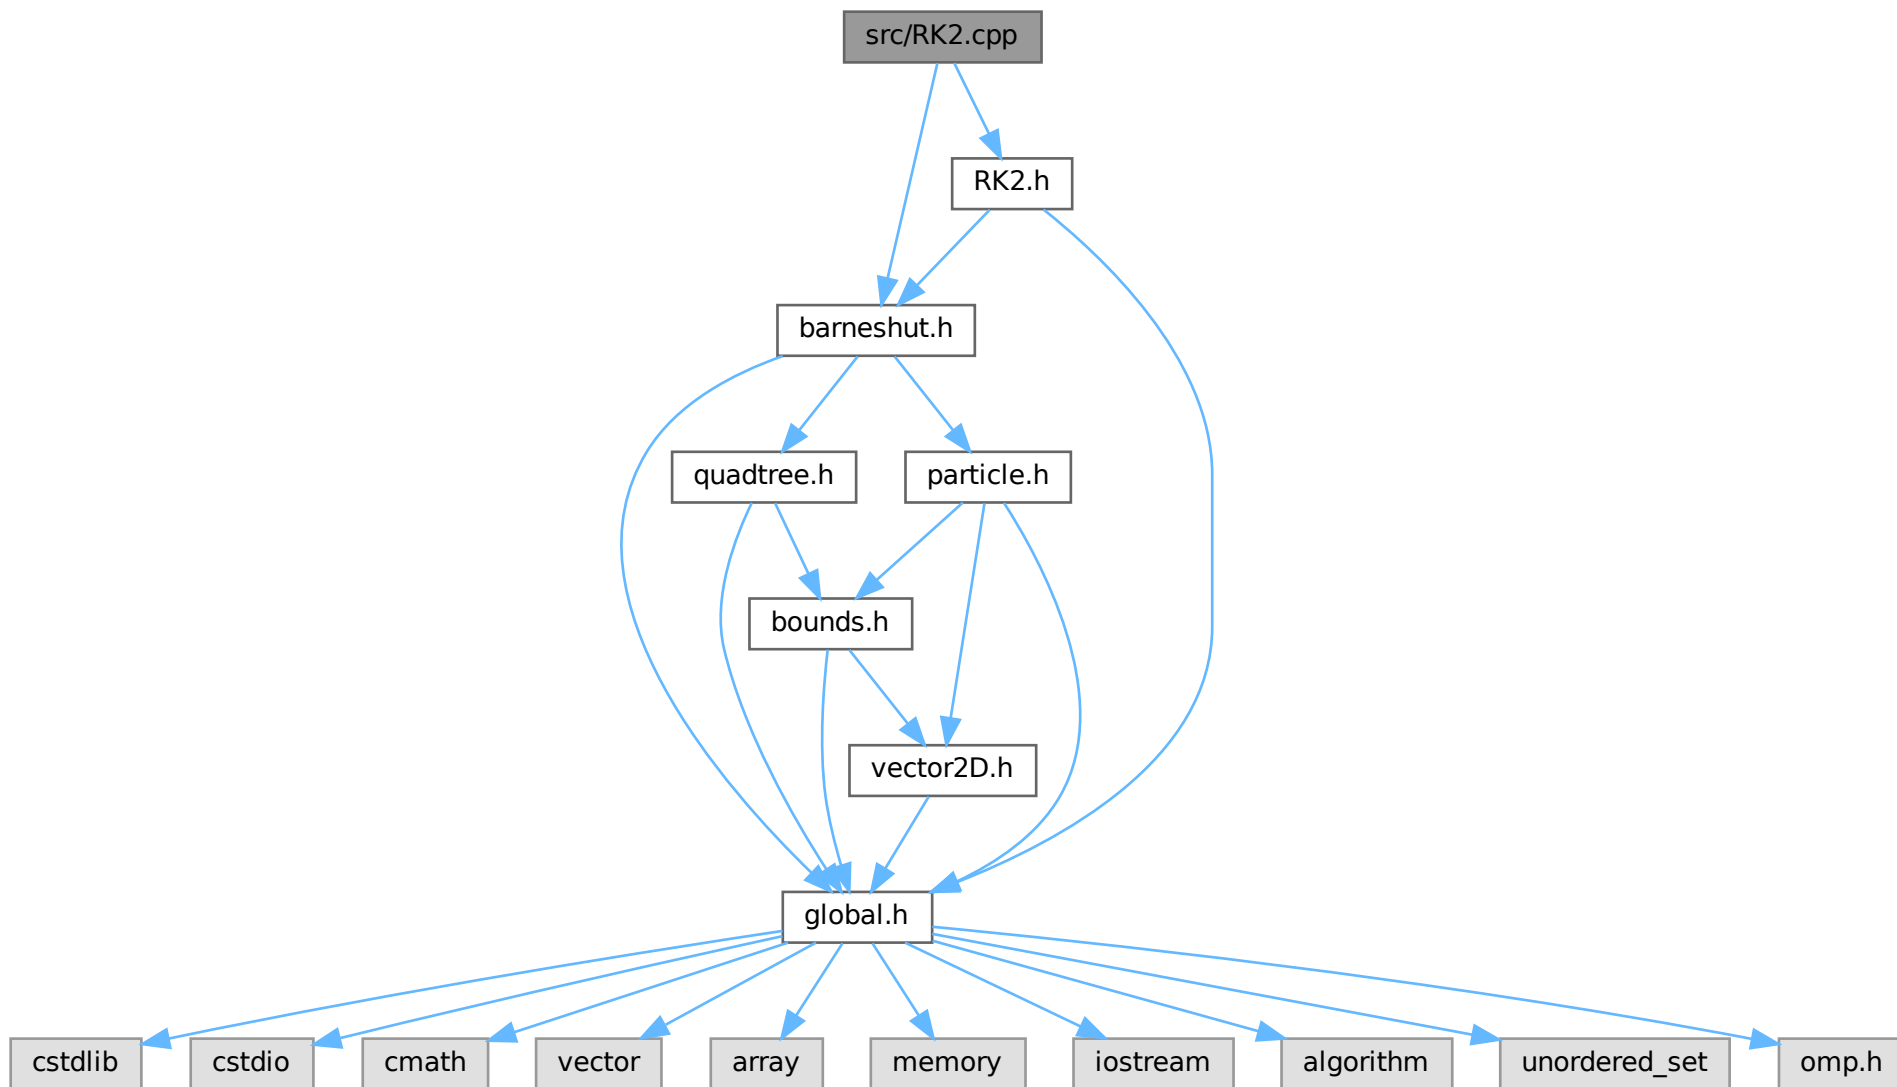 src/RK2.cpp
RK2.h
barneshut.h
quadtree.h
particle.h
bounds.h
vector2D.h
global.h
cstdlib
cstdio
cmath
vector
array
memory
iostream
algorithm
unordered_set
omp.h